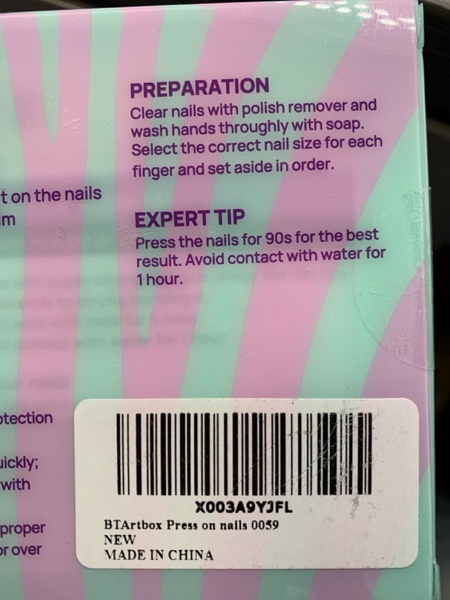 PREPARATION
Clear nails with polish remover and
wash hands throughly with soap.
Select the correct nail size for each
finger and set aside in order.
t on the nails
m
EXPERT TIP
Press the nails for 90s for the best
result. Avoid contact with water for
1 hour.
otection
uickly;
with
proper
or over
X003A9YJFL
BTArtbox Press on nails 0059
NEW
MADE IN CHINA